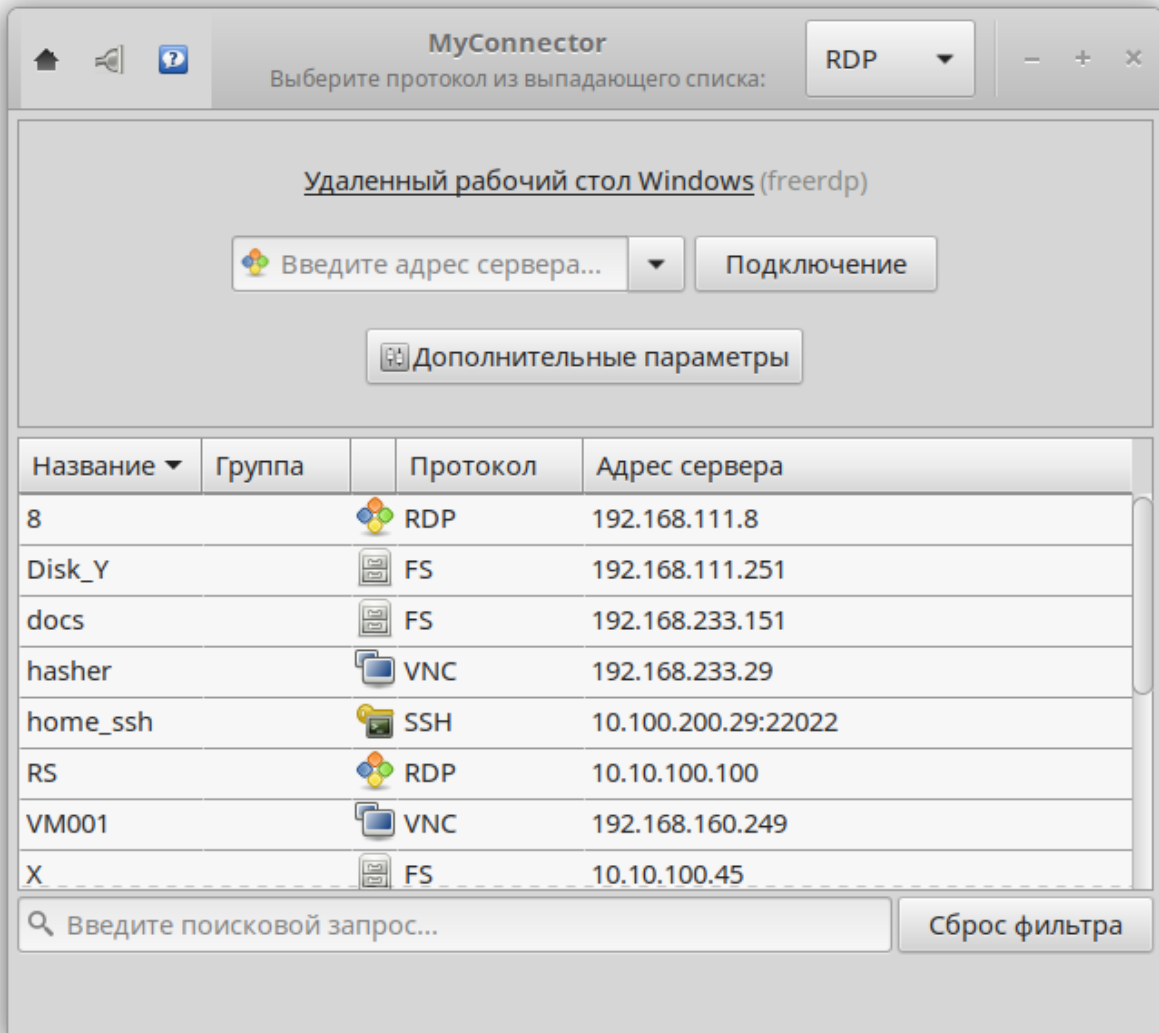 MyConnector
Выберите протокол из выпадающего списка:
RDP
Удаленный рабочий стол Windows (freerdp)
Введите адрес сервера...
Подключение
Дополнительные параметры
Название Группа Протокол Адрес сервера
8 RDP 192.168.111.8
Disk_Y FS 192.168.111.251
docs FS 192.168.233.151
hasher VNC 192.168.233.29
home_ssh SSH 10.100.200.29:22022
RS RDP 10.10.100.100
VM001 VNC 192.168.160.249
X FS 10.10.100.45
Введите поисковой запрос...
Сброс фильтра